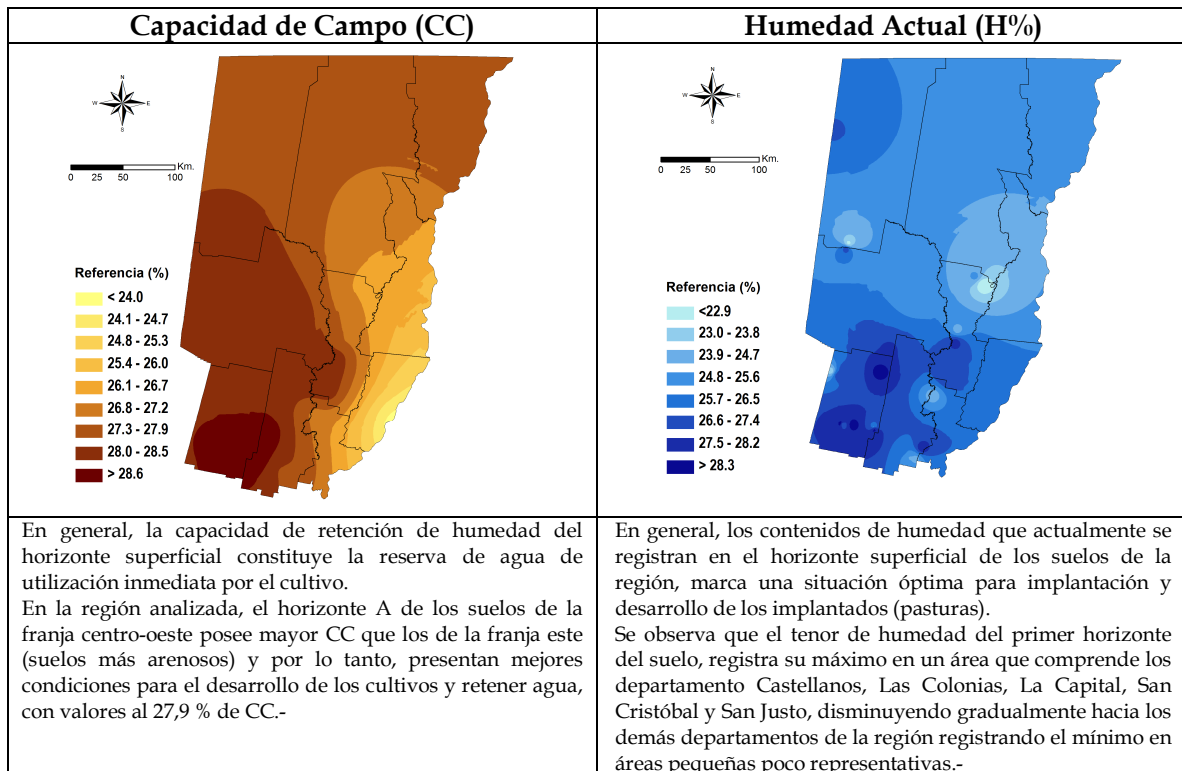 Capacidad de Campo (CC)
Humedad Actual (H%)
N
W E
S
Km.
0 25 50 100
Referencia (%)
< 24.0
24.1 - 24.7
24.8 - 25.3
25.4 - 26.0
26.1 - 26.7
26.8 - 27.2
27.3 - 27.9
28.0 - 28.5
> 28.6
N
W E
S
Km.
0 25 50 100
Referencia (%)
<22.9
23.0 - 23.8
23.9 - 24.7
24.8 - 25.6
25.7 - 26.5
26.6 - 27.4
27.5 - 28.2
> 28.3
En general, la capacidad de retención de humedad del
horizonte superficial constituye la reserva de agua de
utilización inmediata por el cultivo.
En la región analizada, el horizonte A de los suelos de la
franja centro-oeste posee mayor CC que los de la franja este
(suelos más arenosos) y por lo tanto, presentan mejores
condiciones para el desarrollo de los cultivos y retener agua,
con valores al 27,9 % de CC.-
En general, los contenidos de humedad que actualmente se
registran en el horizonte superficial de los suelos de la
región, marca una situación óptima para implantación y
desarrollo de los implantados (pasturas).
Se observa que el tenor de humedad del primer horizonte
del suelo, registra su máximo en un área que comprende los
departamento Castellanos, Las Colonias, La Capital, San
Cristóbal y San Justo, disminuyendo gradualmente hacia los
demás departamentos de la región registrando el mínimo en
áreas pequeñas poco representativas.-